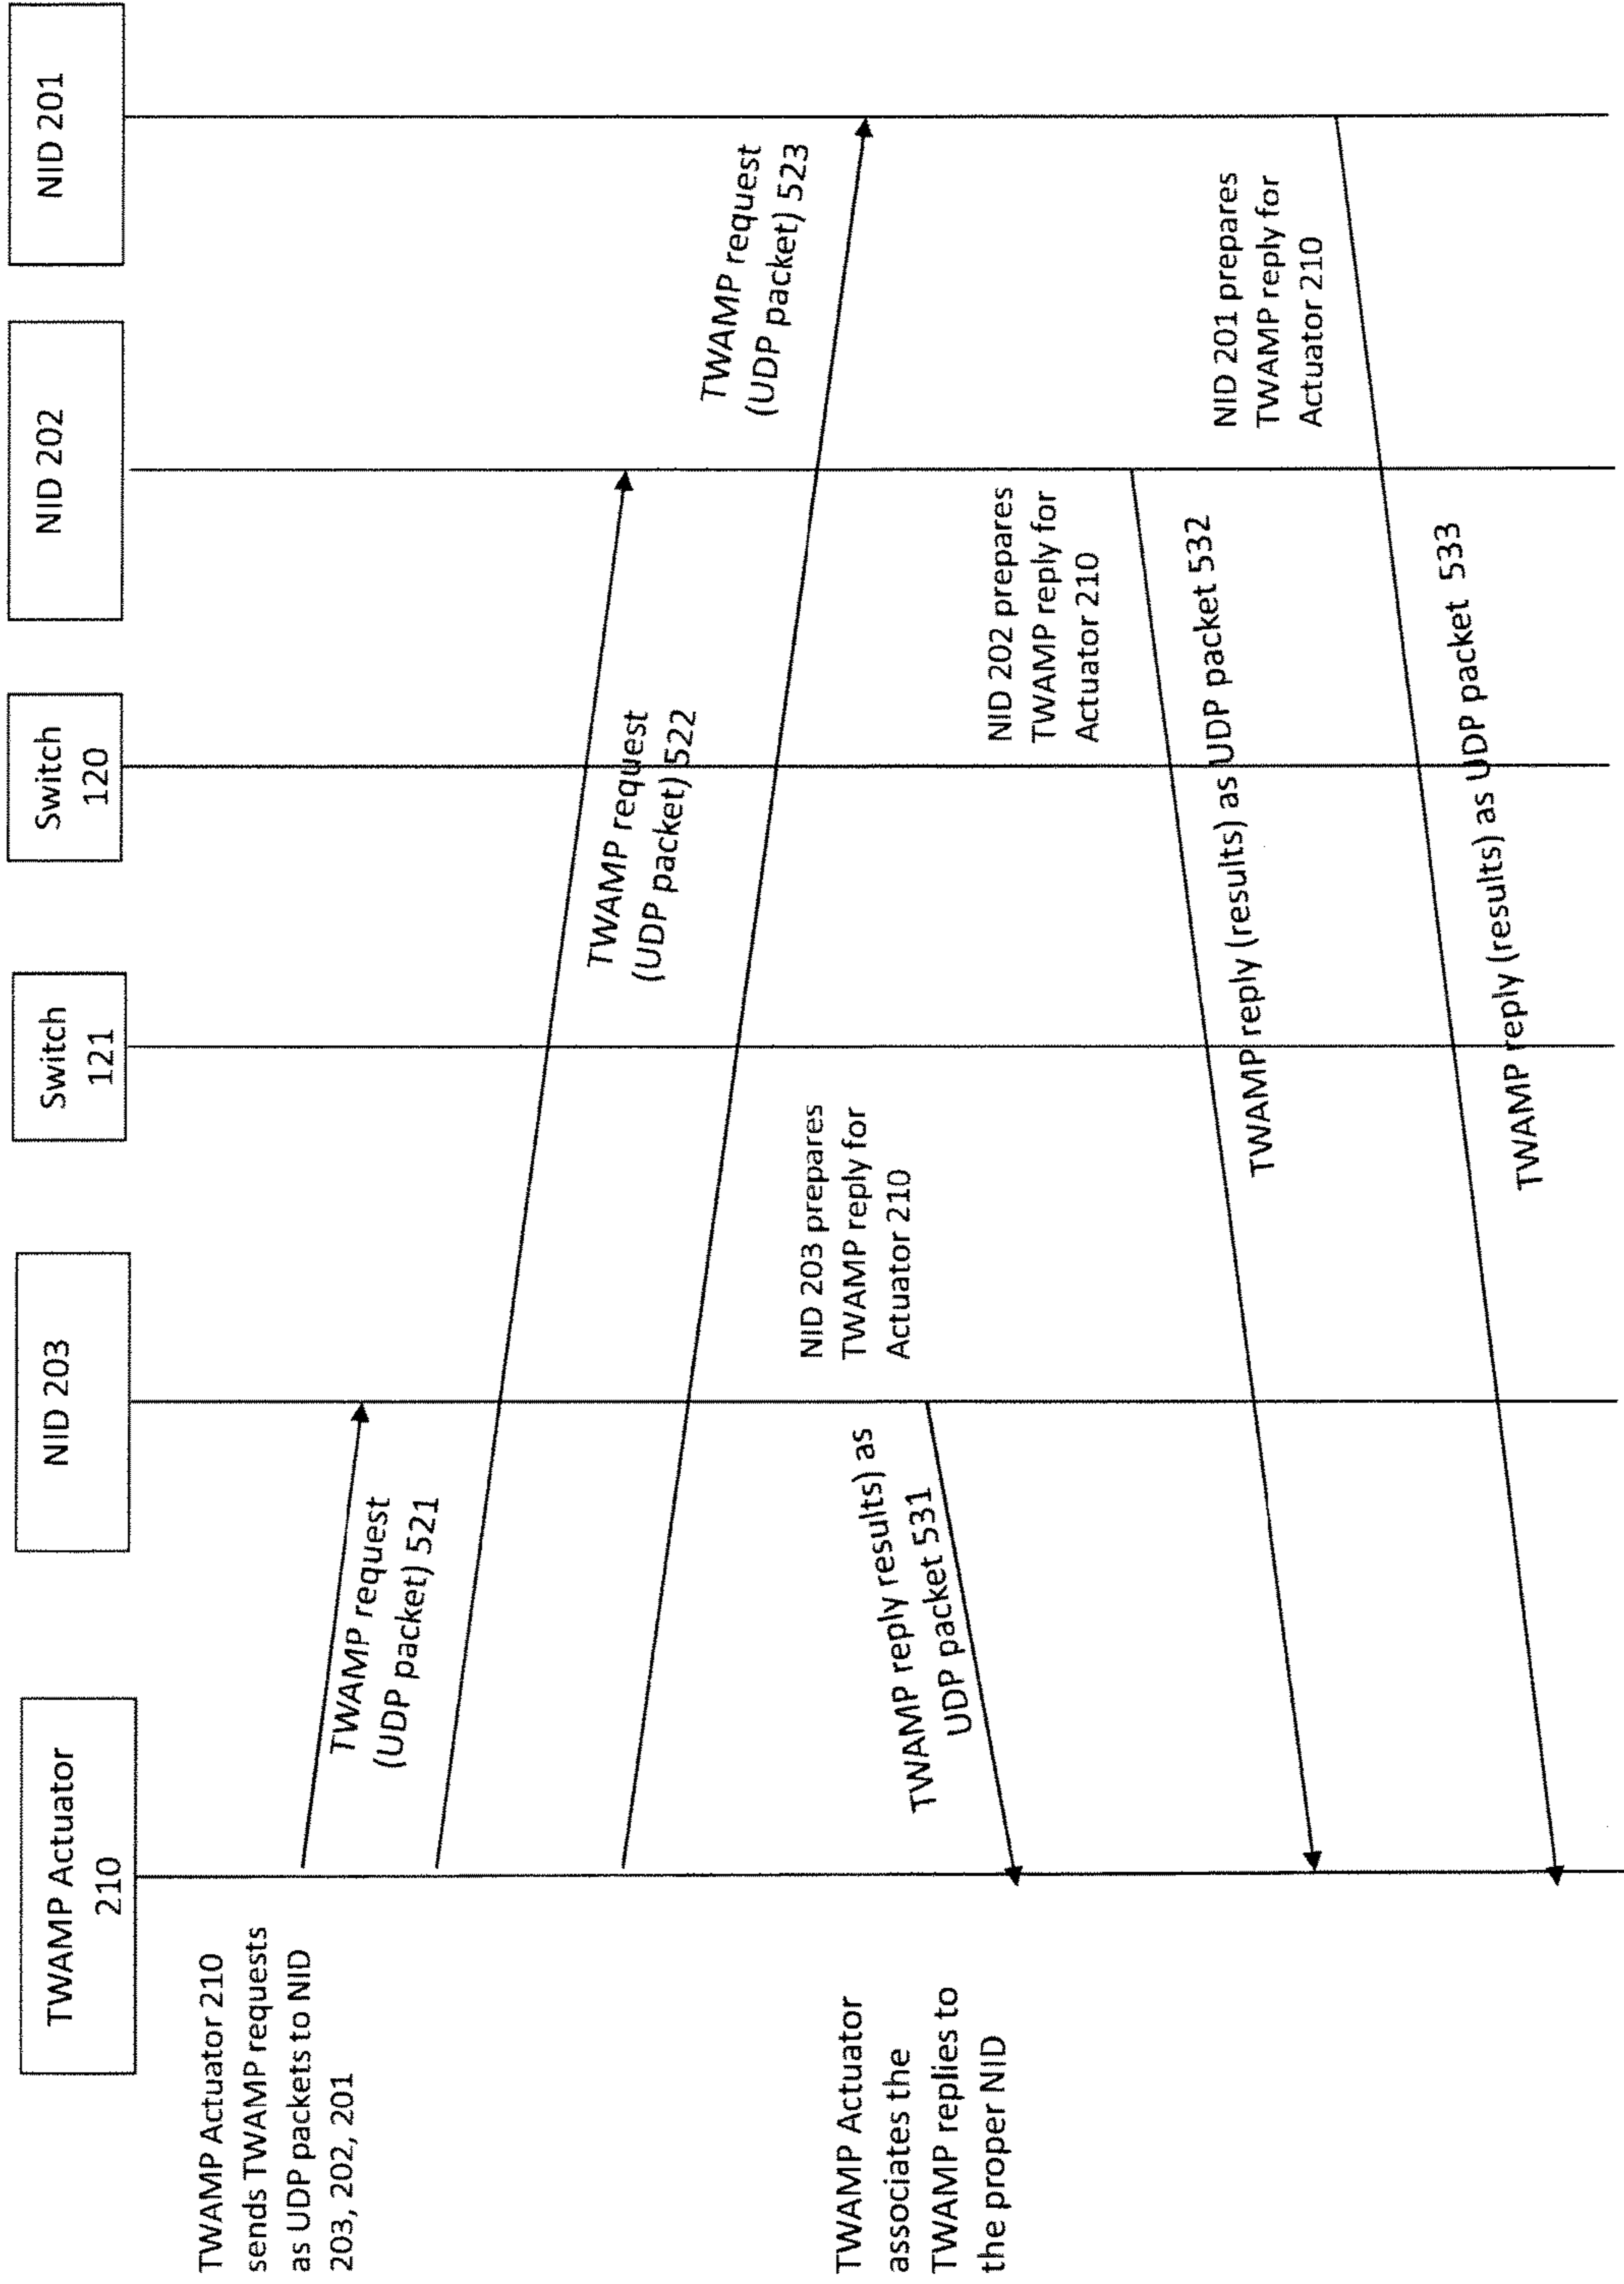 TWAMP Actuator
210
NID 203
Switch
121
Switch
120
NID 202
NID 201
TWAMP Actuator 210
sends TWAMP requests
as UDP packets to NID
203, 202, 201
TWAMP request
(UDP packet) 521
TWAMP request
(UDP packet) 522
TWAMP request
(UDP packet) 523
TWAMP Actuator
associates the
TWAMP replies to
the proper NID
NID 203 prepares
TWAMP reply for
Actuator 210
TWAMP reply results) as
UDP packet 531
NID 202 prepares
TWAMP reply for
Actuator 210
TWAMP reply (results) as UDP packet 532
NID 201 prepares
TWAMP reply for
Actuator 210
TWAMP reply (results) as UDP packet 533